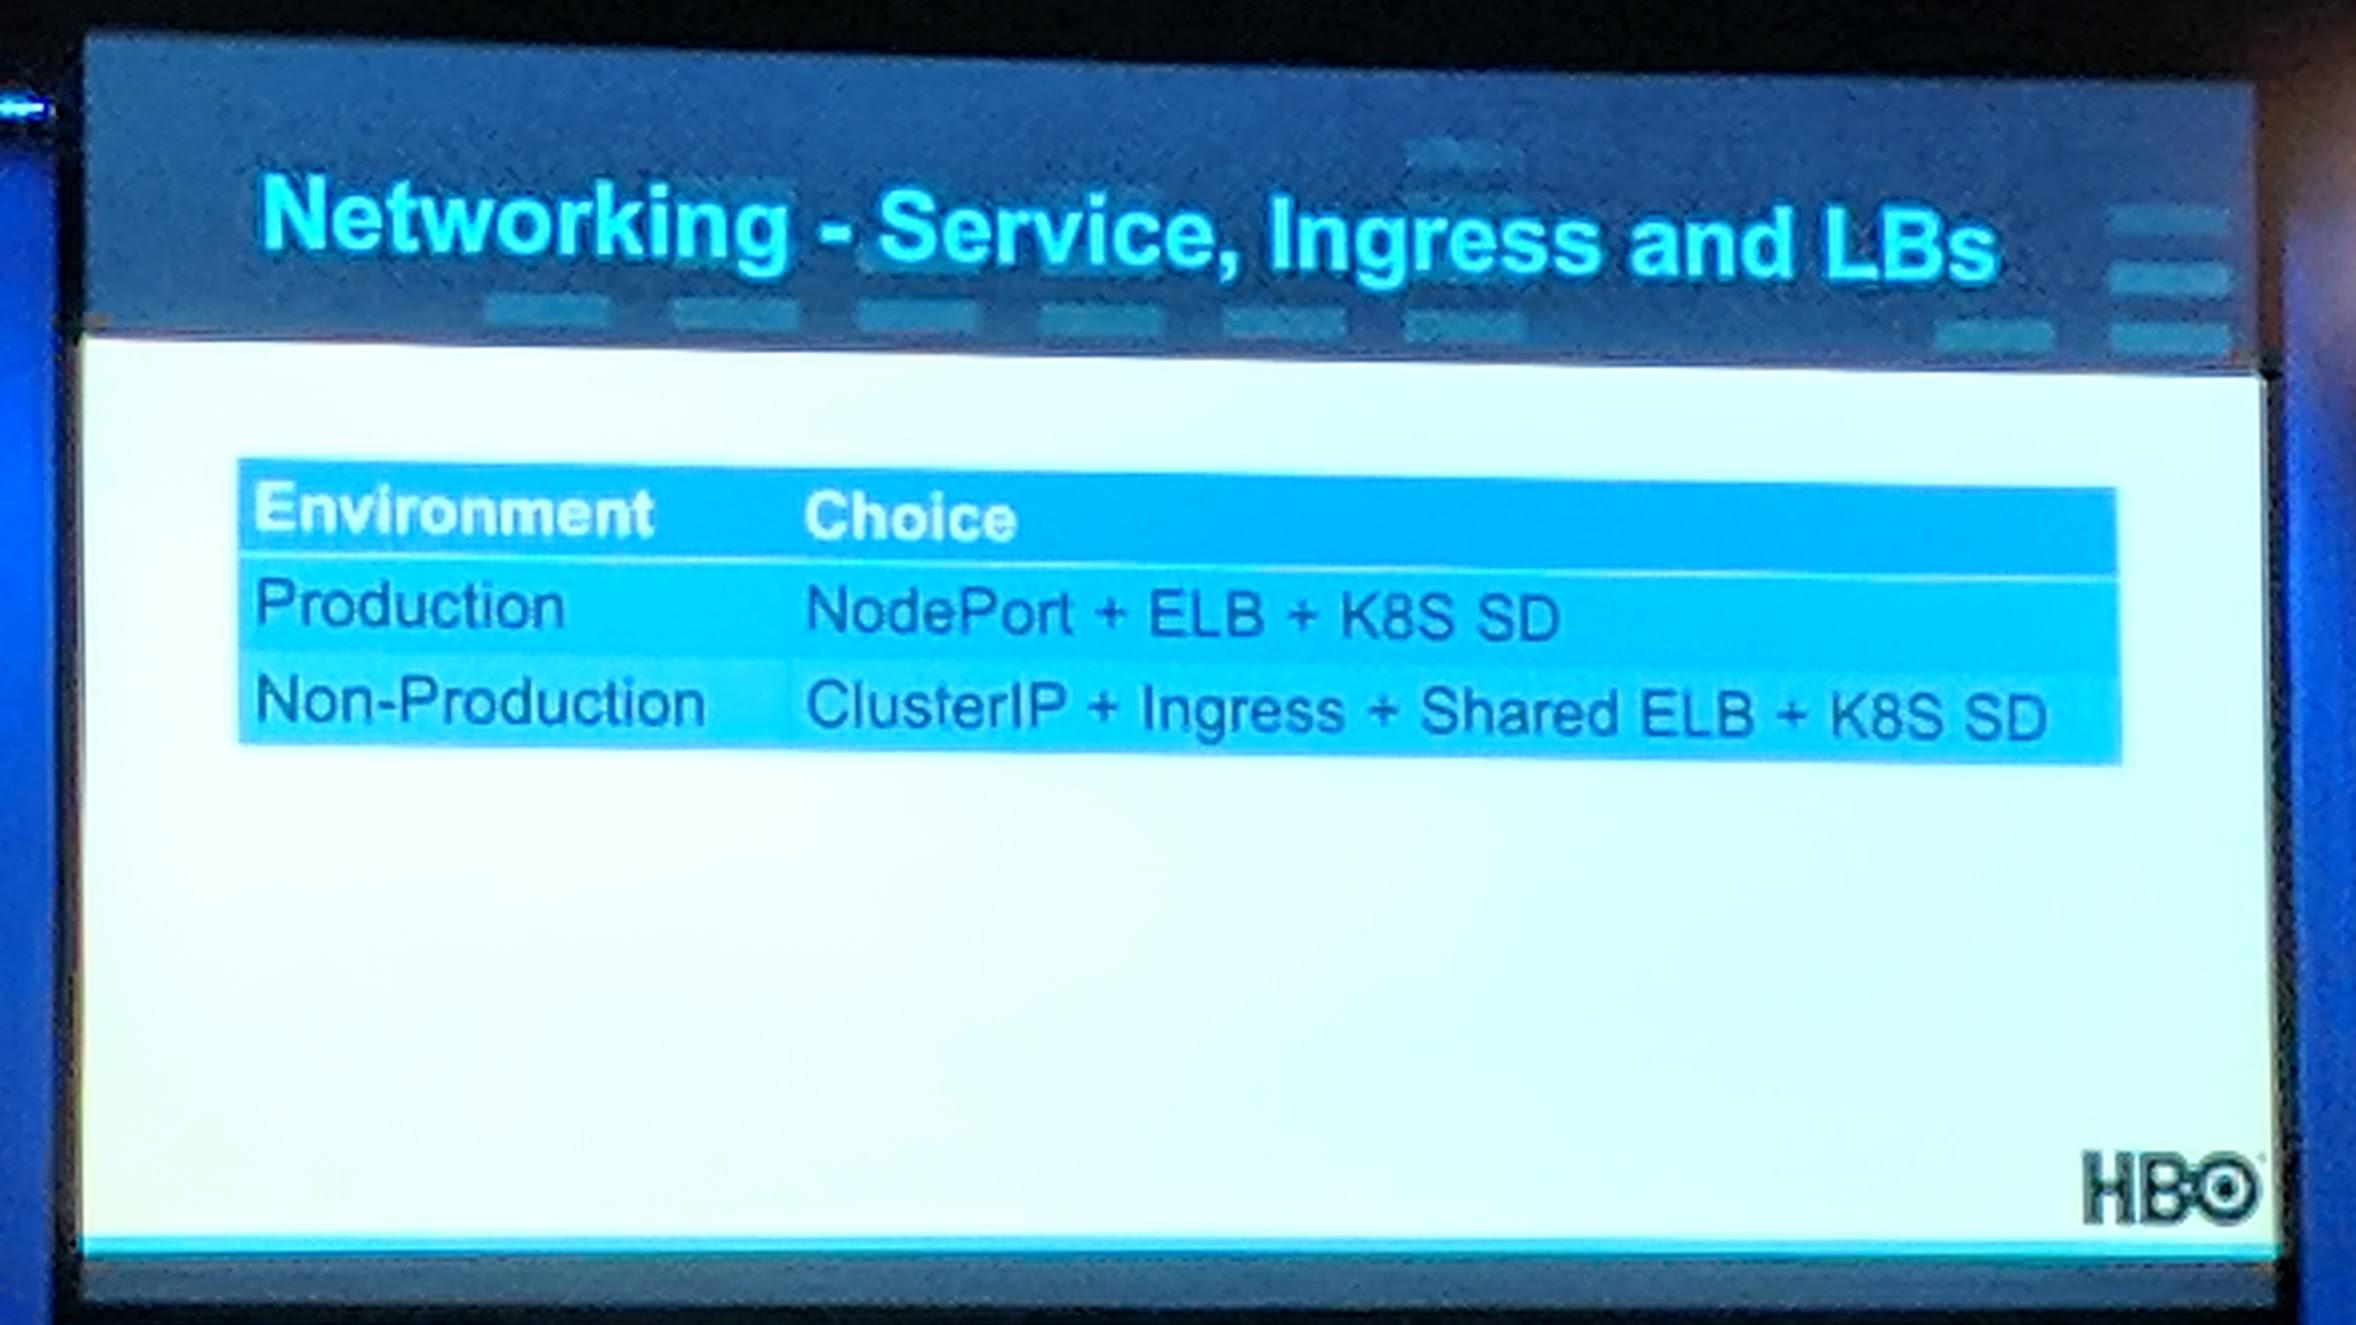 Networking - Service, Ingress and LBs
Environment Choice
Production NodePort + ELB + K8S SD
Non-Production ClusterIP + Ingress + Shared ELB + K8S SD
HBO